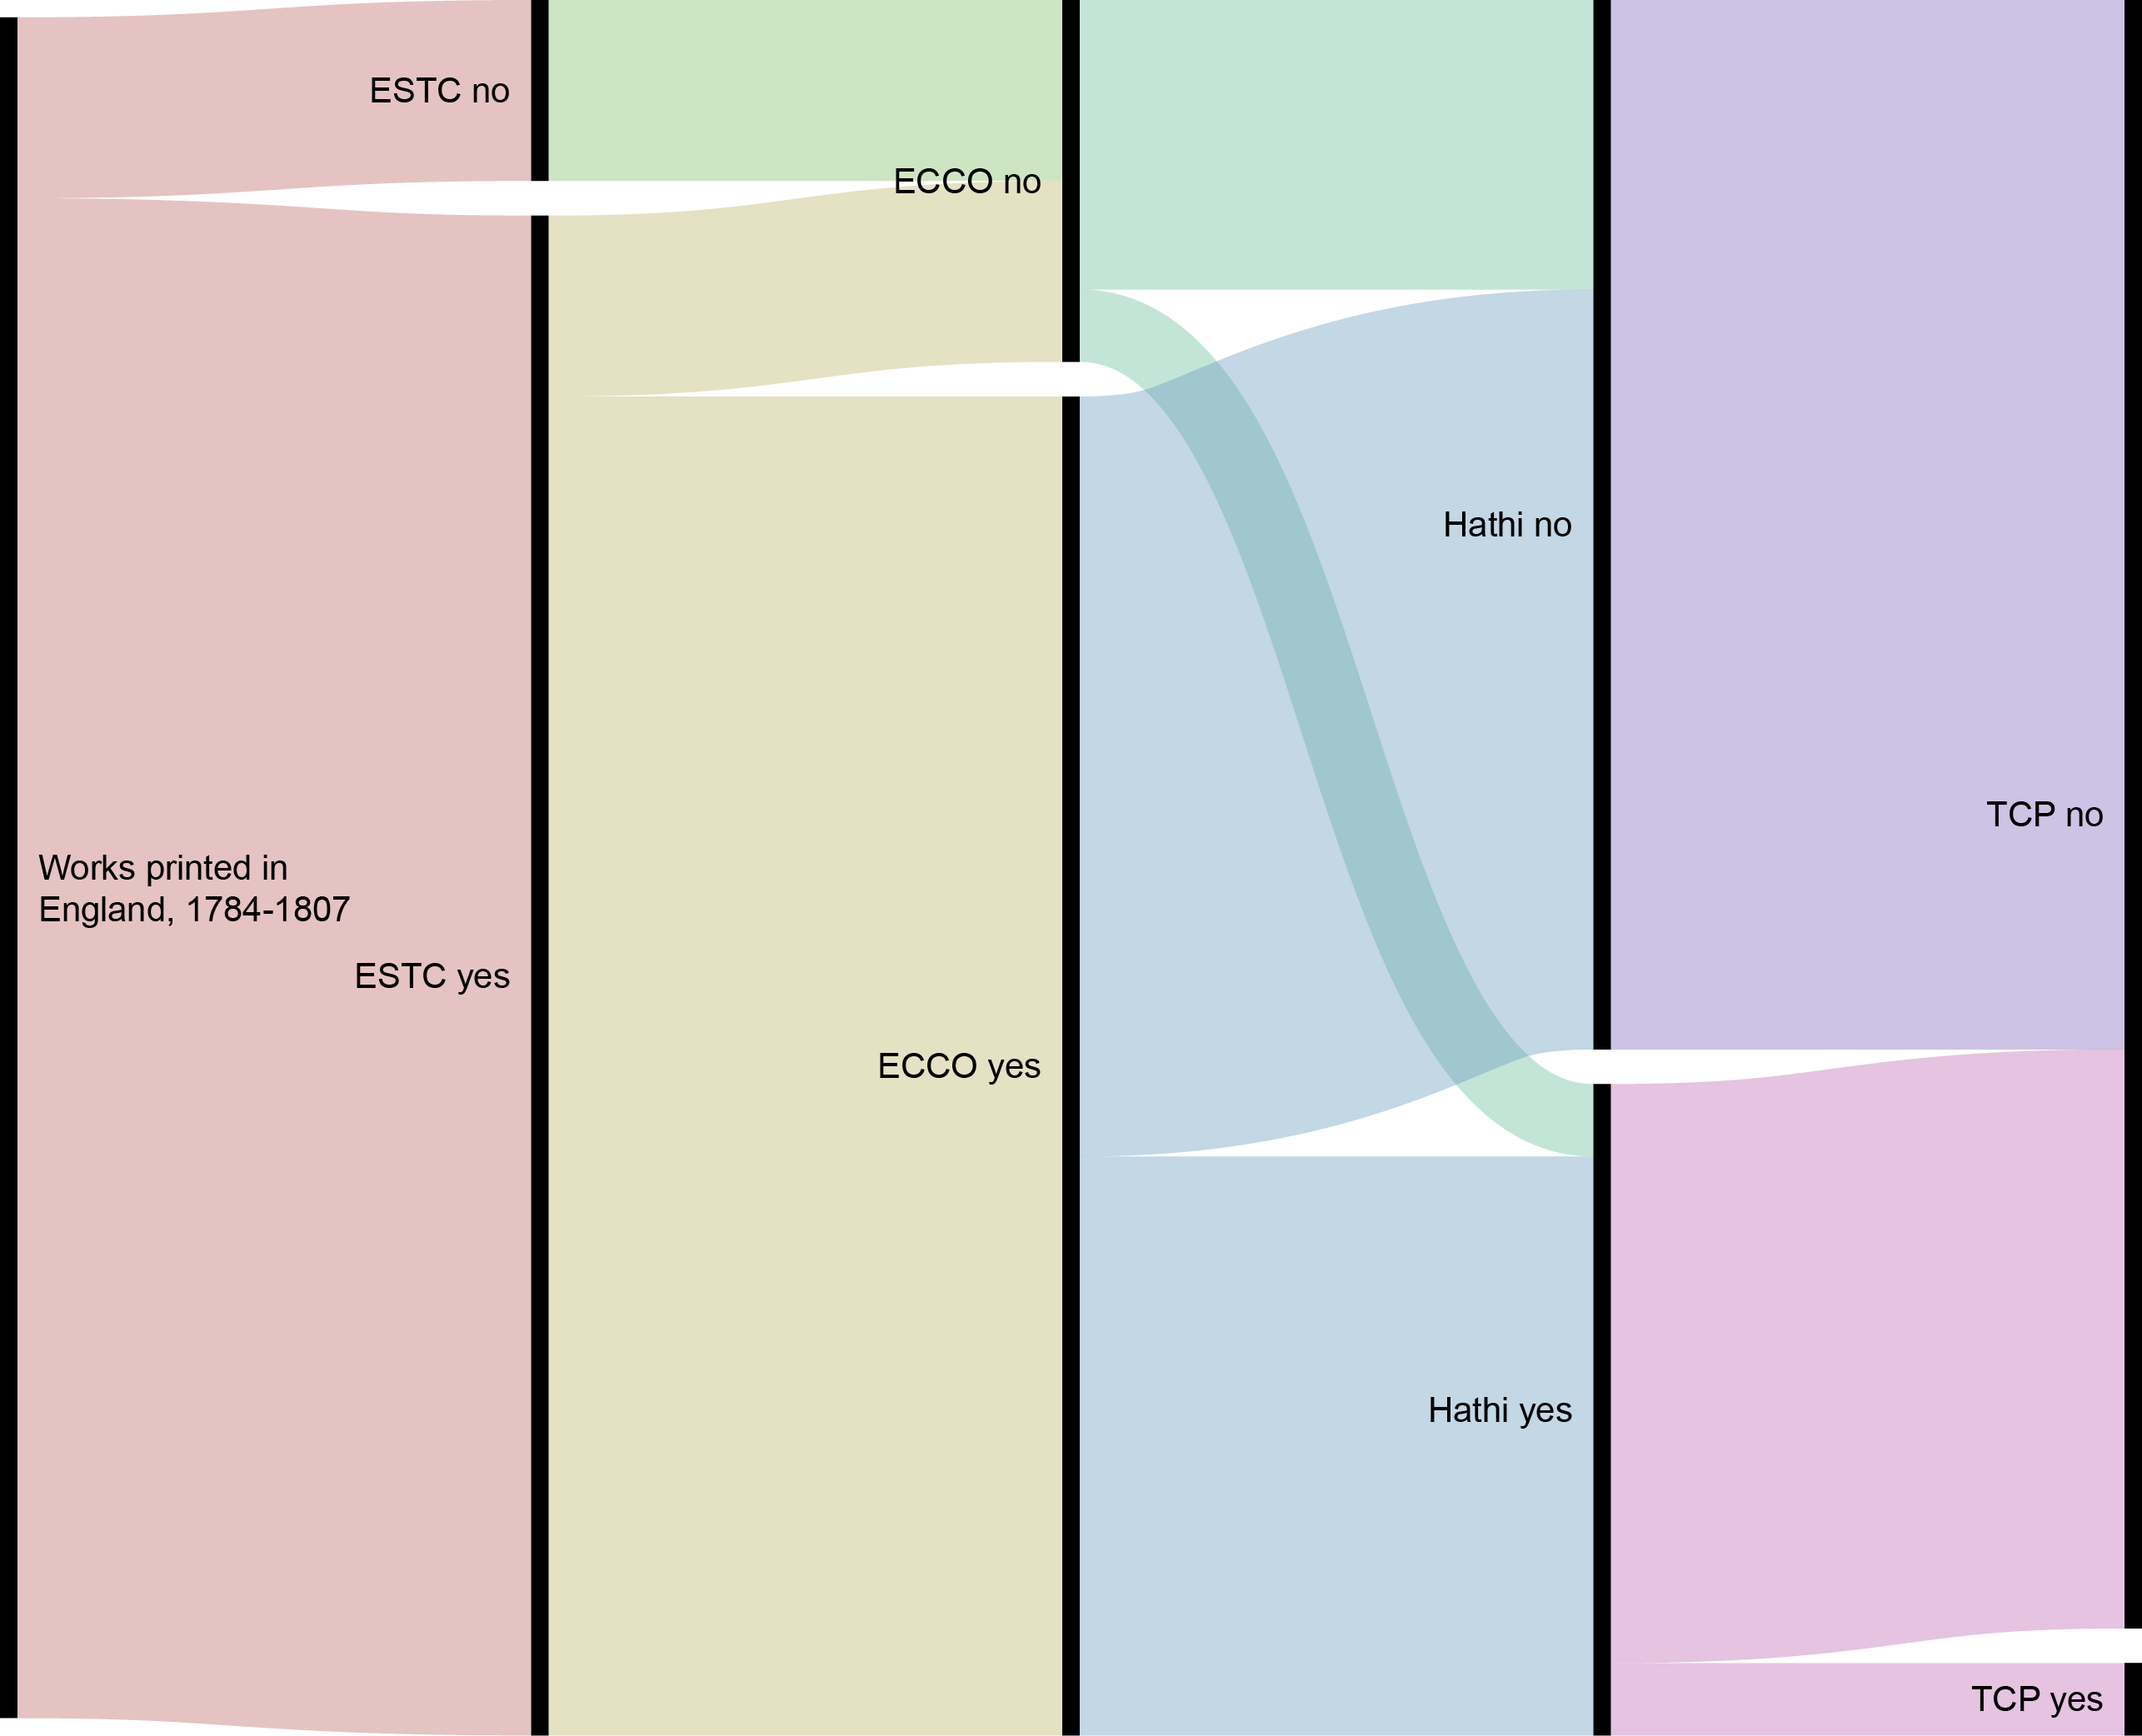 ESTC no
ECCO no
Hathi no
TCP no
Works printed in
England, 1784-1807
ESTC yes
ECCO yes
Hathi yes
TCP yes